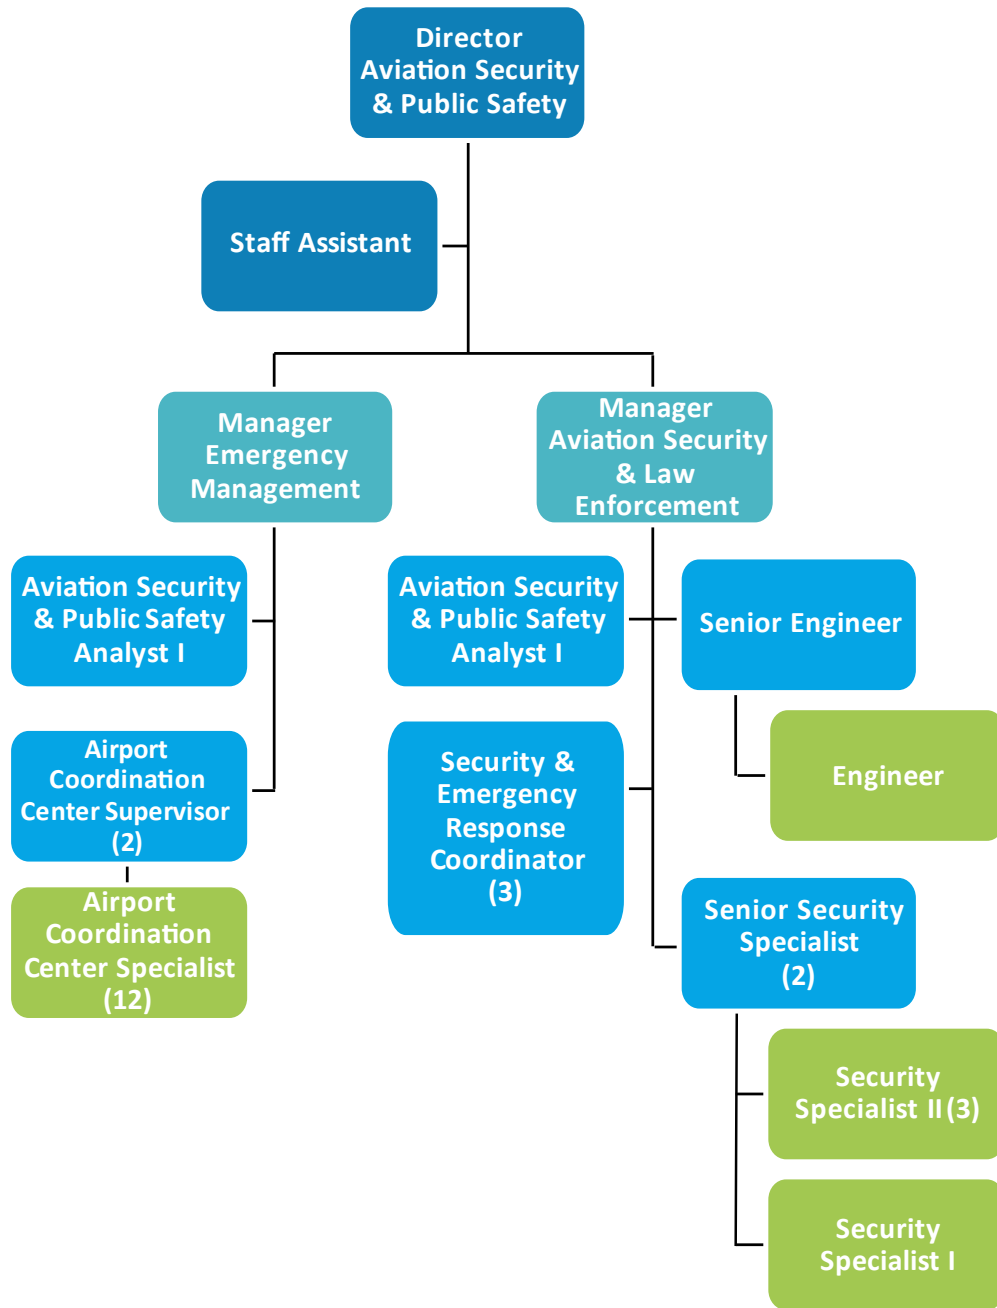 Director
Aviation Security
& Public Safety
Staff Assistant
Manager
Emergency
Management
Manager
Aviation Security
& Law
Enforcement
Aviation Security
& Public Safety
Analyst I
Aviation Security
& Public Safety
Analyst I
Senior Engineer
Airport
Coordination
Center Supervisor
(2)
Security &
Emergency
Response
Coordinator
(3)
Engineer
Airport
Coordination
Center Specialist
(12)
Senior Security
Specialist
(2)
Security
Specialist II (3)
Security
Specialist I